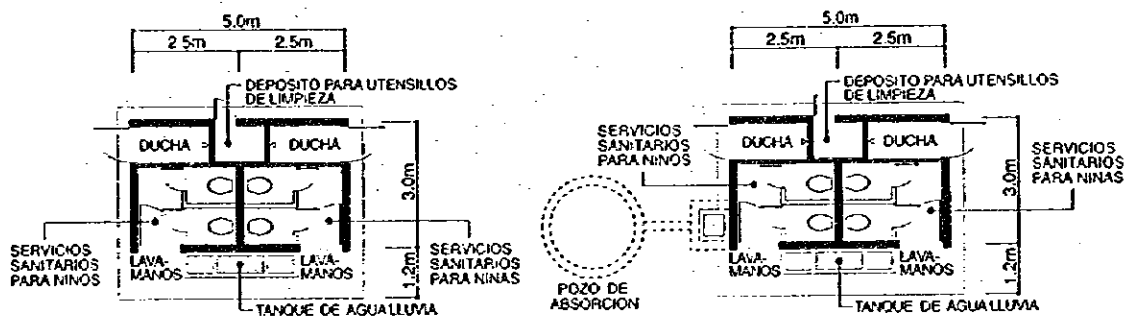 5.0m
2.5m 2.5m
DEPOSITO PARA UTENSILLOS
DE LIMPIEZA
DUCHA DUCHA
3.0m
1.2m
SERVICIOS
SANITARIOS
PARA NINOS
LAVA-
MANOS
LAVA-
MANOS
SERVICIOS
SANITARIOS
PARA NINAS
TANQUE DE AGUA LLUVIA
5.0m
2.5m 2.5m
DEPOSITO PARA UTENSILLOS
DE LIMPIEZA
SERVICIOS
SANITARIOS
PARA NINOS
DUCHA DUCHA
SERVICIOS
SANITARIOS
PARA NINAS
3.0m
1.2m
LAVA-
MANOS
LAVA-
MANOS
POZO DE
ABSORCION
TANQUE DE AGUA LLUVIA